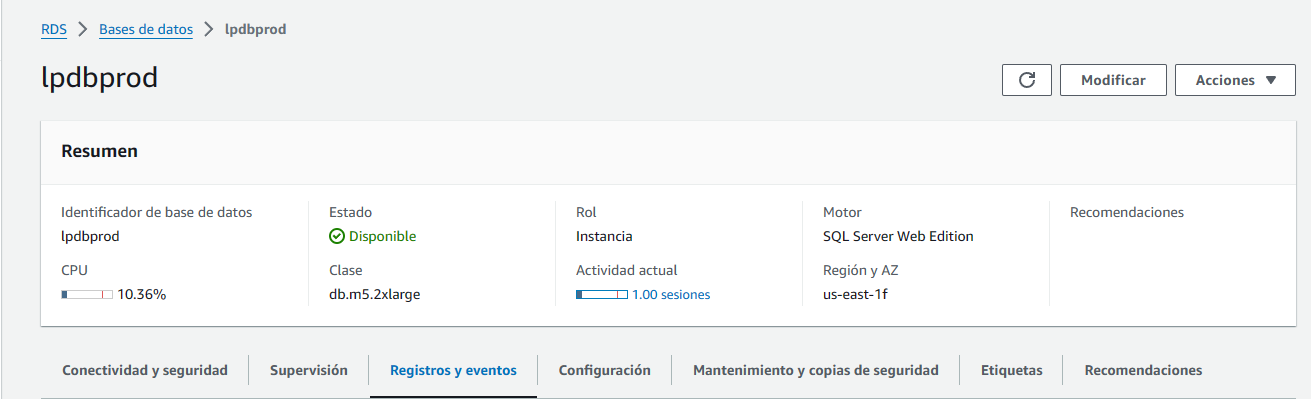 RDS > Bases de datos > lpdbprod
lpdbprod
Modificar Acciones
Resumen
Identificador de base de datos Estado Rol Motor Recomendaciones
lpdbprod Disponible Instancia SQL Server Web Edition
CPU Clase Actividad actual Región y AZ
10.36% db.m5.2xlarge 1.00 sesiones us-east-1f
Conectividad y seguridad Supervisión Registros y eventos Configuración Mantenimiento y copias de seguridad Etiquetas Recomendaciones